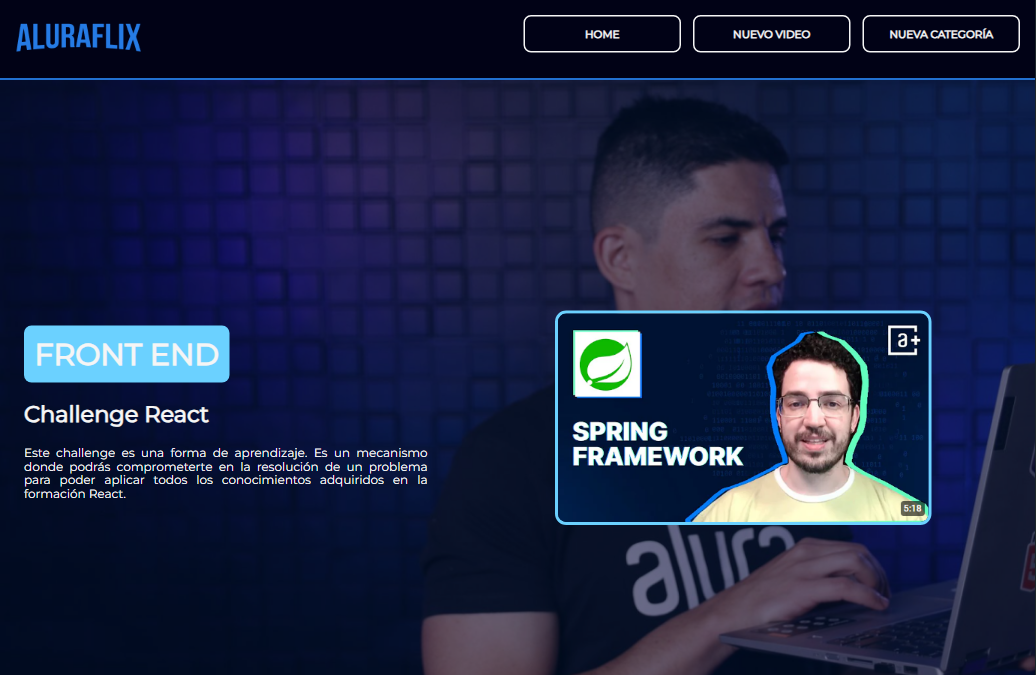 ALURAFLIX
HOME
NUEVO VIDEO
NUEVA CATEGORÍA
FRONT END
Challenge React
Este challenge es una forma de aprendizaje. Es un mecanismo
donde podrás comprometerte en la resolución de un problema
para poder aplicar todos los conocimientos adquiridos en la
formación React.
a+
SPRING
FRAMEWORK
5:18
alura